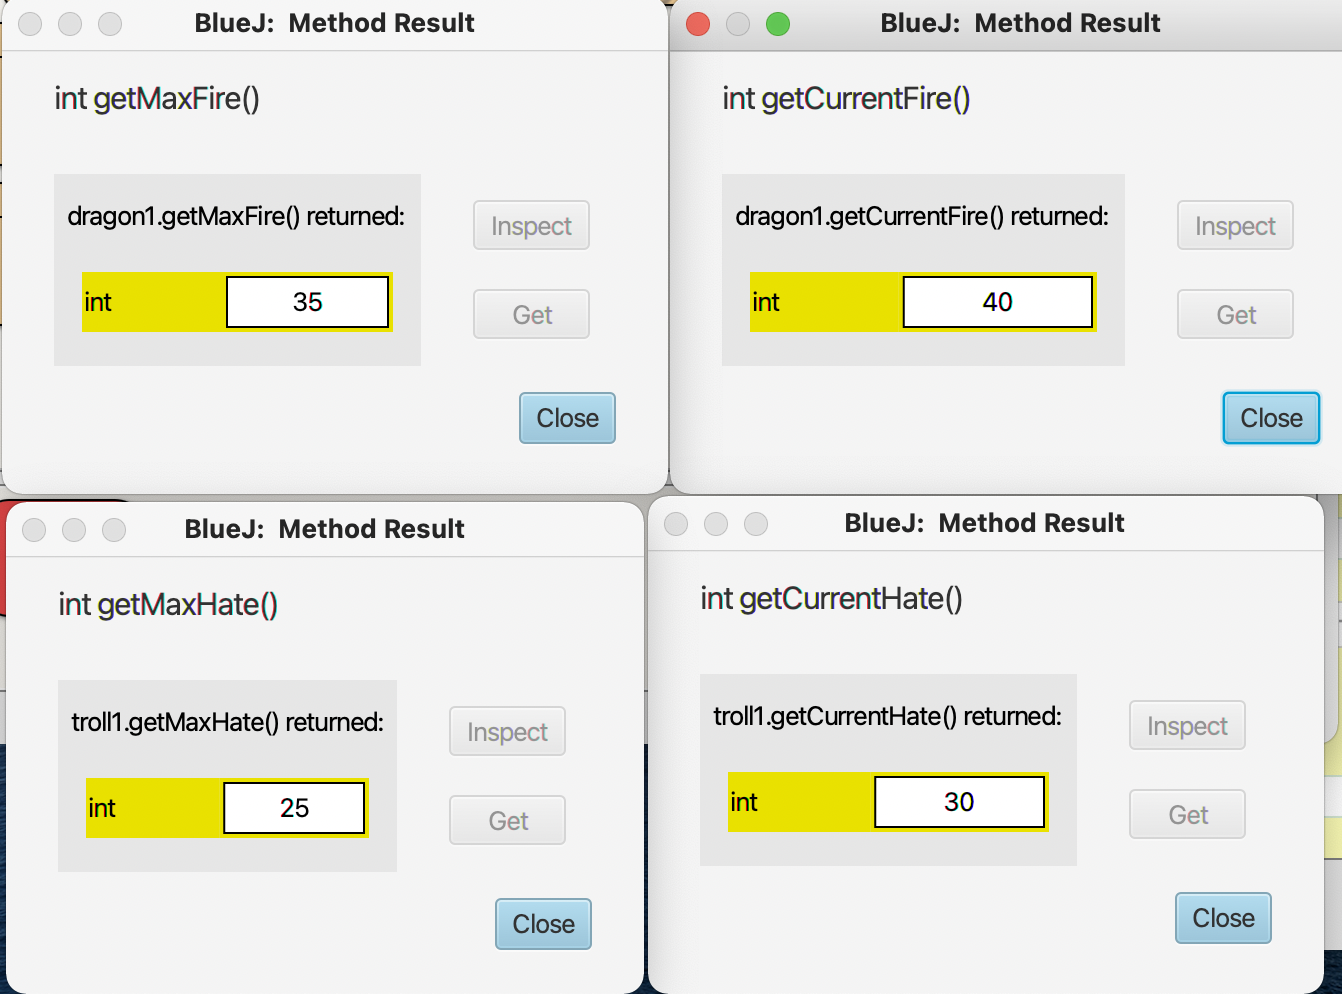 BlueJ:  Method Result
int getMaxFire()
dragon1.getMaxFire() returned:
int 35
Inspect
Get
Close
BlueJ:  Method Result
int getCurrentFire()
dragon1.getCurrentFire() returned:
int 40
Inspect
Get
Close
BlueJ:  Method Result
int getMaxHate()
troll1.getMaxHate() returned:
int 25
Inspect
Get
Close
BlueJ:  Method Result
int getCurrentHate()
troll1.getCurrentHate() returned:
int 30
Inspect
Get
Close